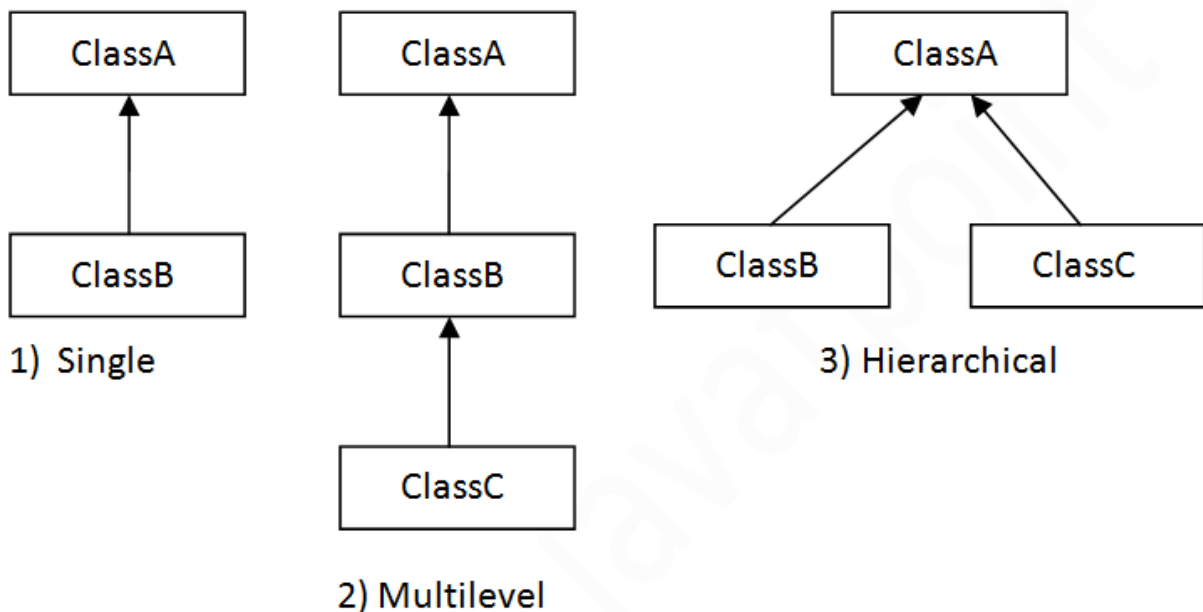 ClassA
ClassB
1) Single
ClassA
ClassB
ClassC
2) Multilevel
ClassA
ClassB
ClassC
3) Hierarchical